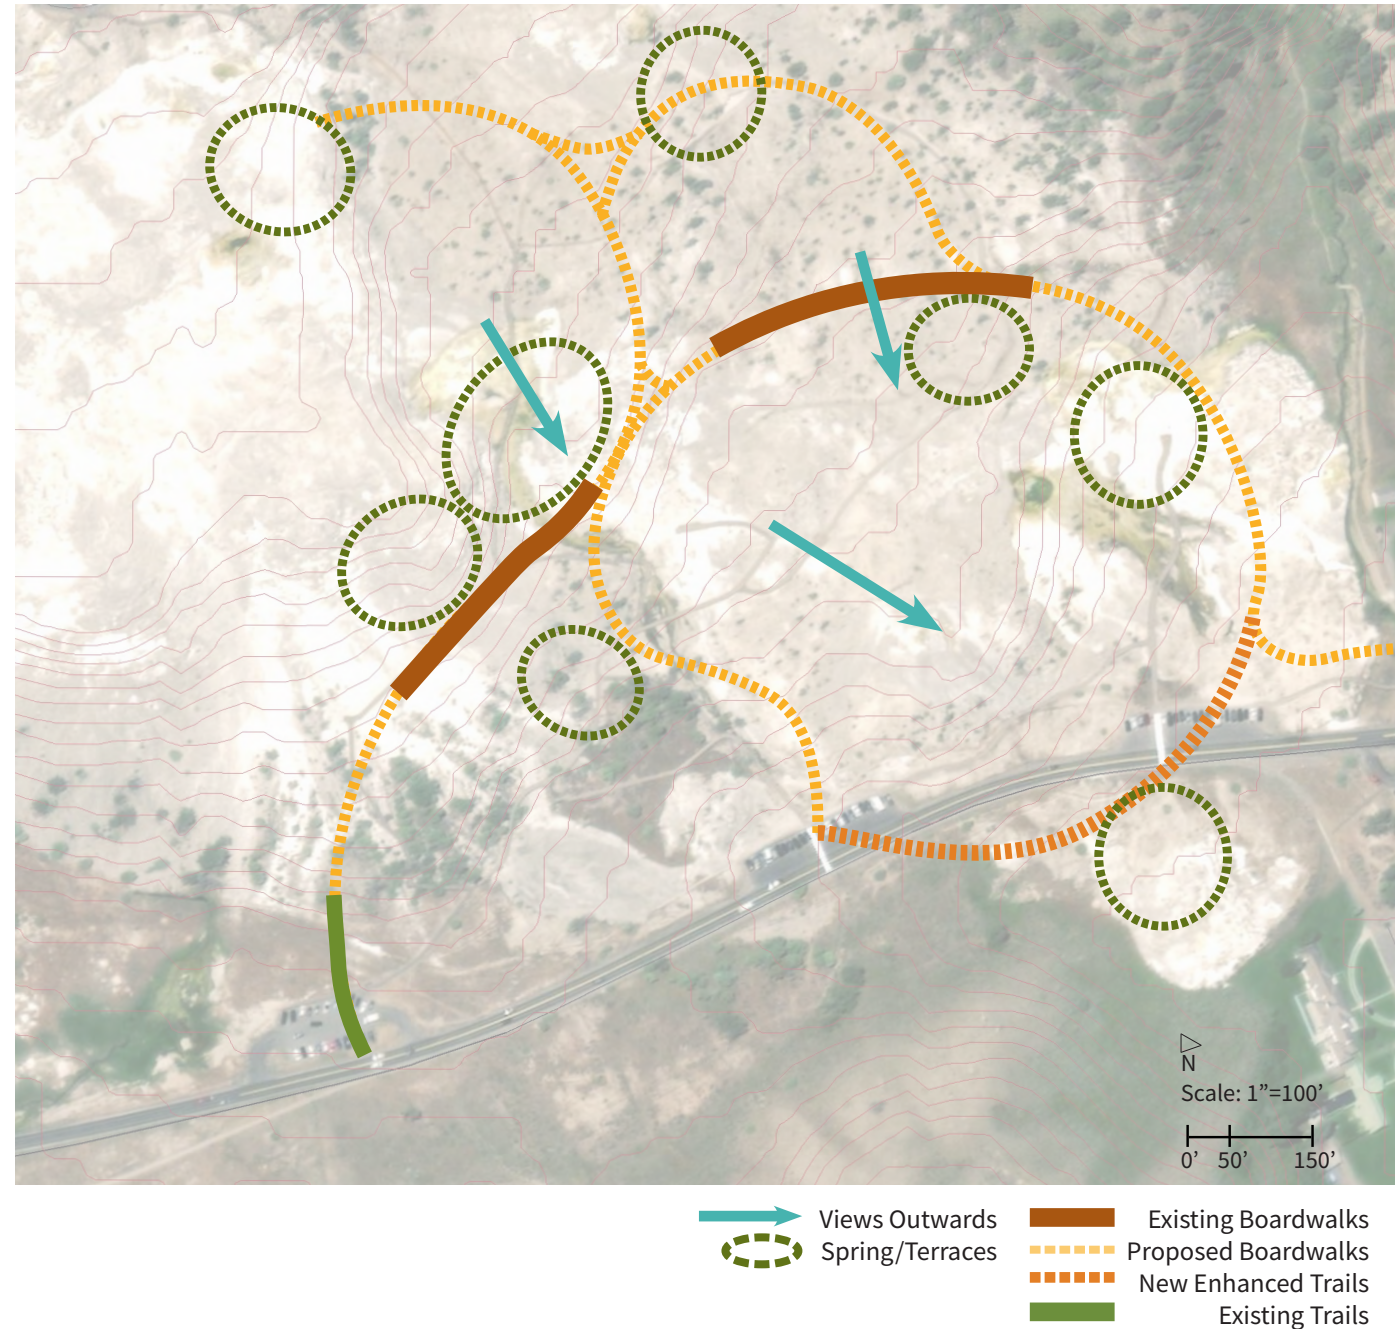 N
Scale: 1”=100’
0’ 50’ 150’
Views Outwards
Spring/Terraces
Existing Boardwalks
Proposed Boardwalks
New Enhanced Trails
Existing Trails